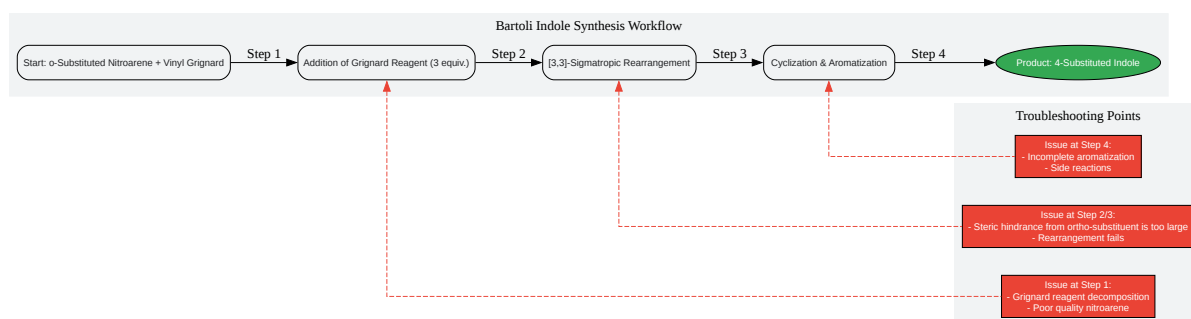 Bartoli Indole Synthesis Workflow
Start: o-Substituted Nitroarene + Vinyl Grignard
Step 1
Addition of Grignard Reagent (3 equiv.)
Step 2
[3,3]-Sigmatropic Rearrangement
Step 3
Cyclization & Aromatization
Step 4
Product: 4-Substituted Indole
Troubleshooting Points
Issue at Step 4:
- Incomplete aromatization
- Side reactions
Issue at Step 2/3:
- Steric hindrance from ortho-substituent is too large
- Rearrangement fails
Issue at Step 1:
- Grignard reagent decomposition
- Poor quality nitroarene